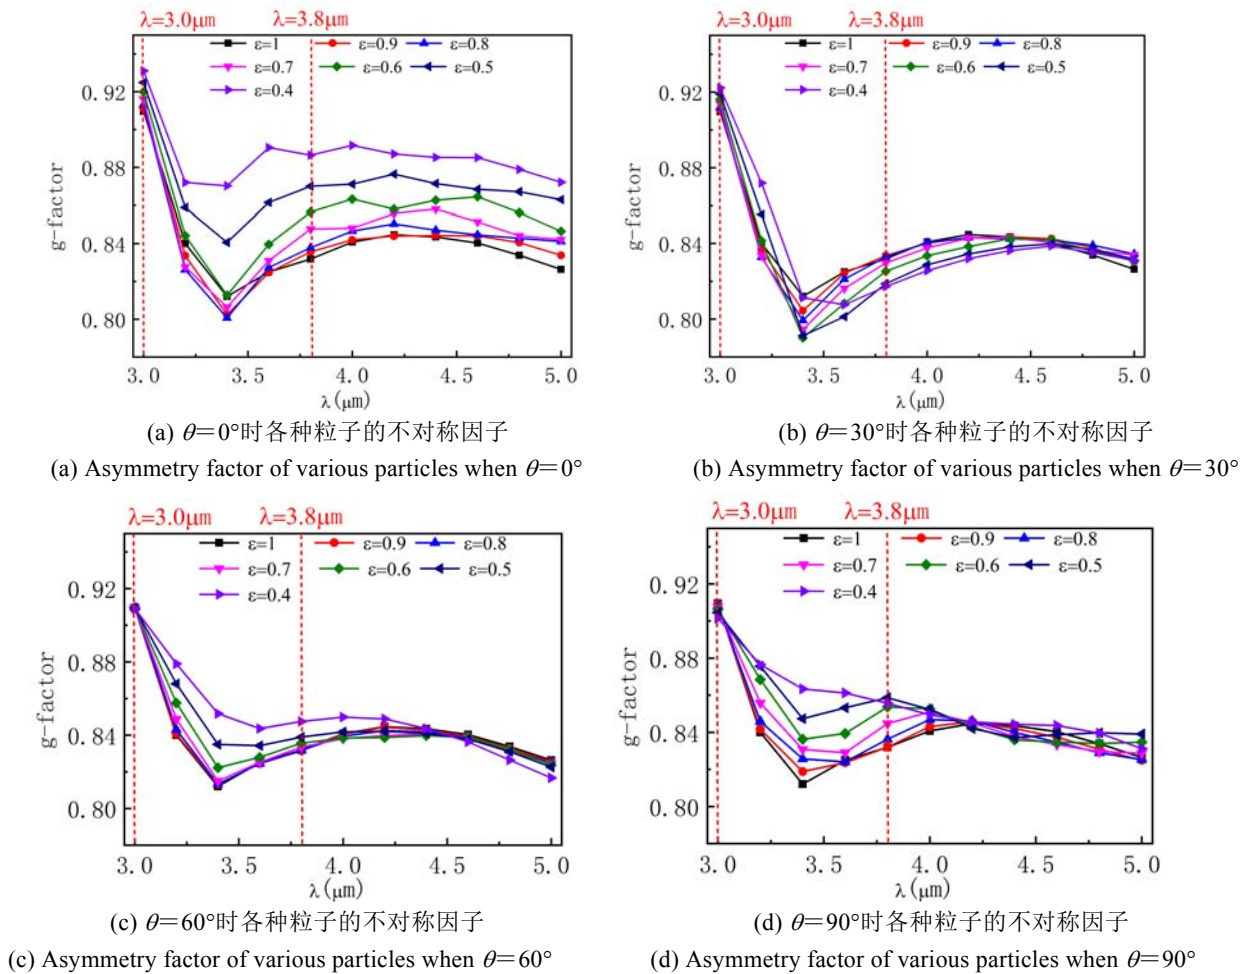 λ=3.0μm λ=3.8μm
ε=1 ε=0.9 ε=0.8
ε=0.7 ε=0.6 ε=0.5
ε=0.4
0.92
0.88
0.84
0.80
g-factor
3.0 3.5 4.0 4.5 5.0
λ(μm)
(a) θ=0°时各种粒子的不对称因子
(a) Asymmetry factor of various particles when θ=0°
λ=3.0μm λ=3.8μm
ε=1 ε=0.9 ε=0.8
ε=0.7 ε=0.6 ε=0.5
ε=0.4
0.92
0.88
0.84
0.80
g-factor
3.0 3.5 4.0 4.5 5.0
λ(μm)
(b) θ=30°时各种粒子的不对称因子
(b) Asymmetry factor of various particles when θ=30°
λ=3.0μm λ=3.8μm
ε=1 ε=0.9 ε=0.8
ε=0.7 ε=0.6 ε=0.5
ε=0.4
0.92
0.88
0.84
0.80
g-factor
3.0 3.5 4.0 4.5 5.0
λ(μm)
(c) θ=60°时各种粒子的不对称因子
(c) Asymmetry factor of various particles when θ=60°
λ=3.0μm λ=3.8μm
ε=1 ε=0.9 ε=0.8
ε=0.7 ε=0.6 ε=0.5
ε=0.4
0.92
0.88
0.84
0.80
g-factor
3.0 3.5 4.0 4.5 5.0
λ(μm)
(d) θ=90°时各种粒子的不对称因子
(d) Asymmetry factor of various particles when θ=90°